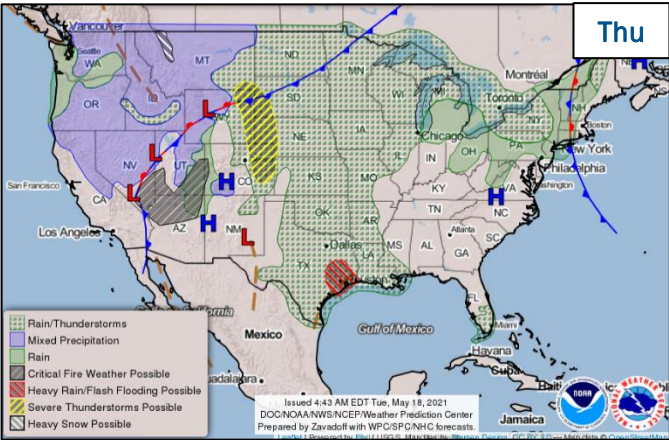 Thu
Vancouver
Seattle
WA
MT
ND
MN
Montréal
OR
ID
SD
WI
MI
Toronto
NH
L
L
L
L
H
H
H
H
NY
Boston
NE
IA
Chicago
PA
New York
Philadelphia
NV
UT
CO
IL
IN
OH
San Francisco
CA
KS
MO
KY
VA
Washington
Los Angeles
AZ
NM
OK
AR
TN
NC
Dallas
MS
AL
Atlanta
SC
GA
TX
LA
FL
Mexico
Gulf of Mexico
Miami
Havana
Cuba
Jamaica
Rain/Thunderstorms
Mixed Precipitation
Rain
Critical Fire Weather Possible
Heavy Rain/Flash Flooding Possible
Severe Thunderstorms Possible
Heavy Snow Possible
Issued 4:43 AM EDT Tue, May 18, 2021
DOC/NOAA/NWS/NCEP/Weather Prediction Center
Prepared by Zavadoff with WPC/SPC/NHC forecasts.
NOAA